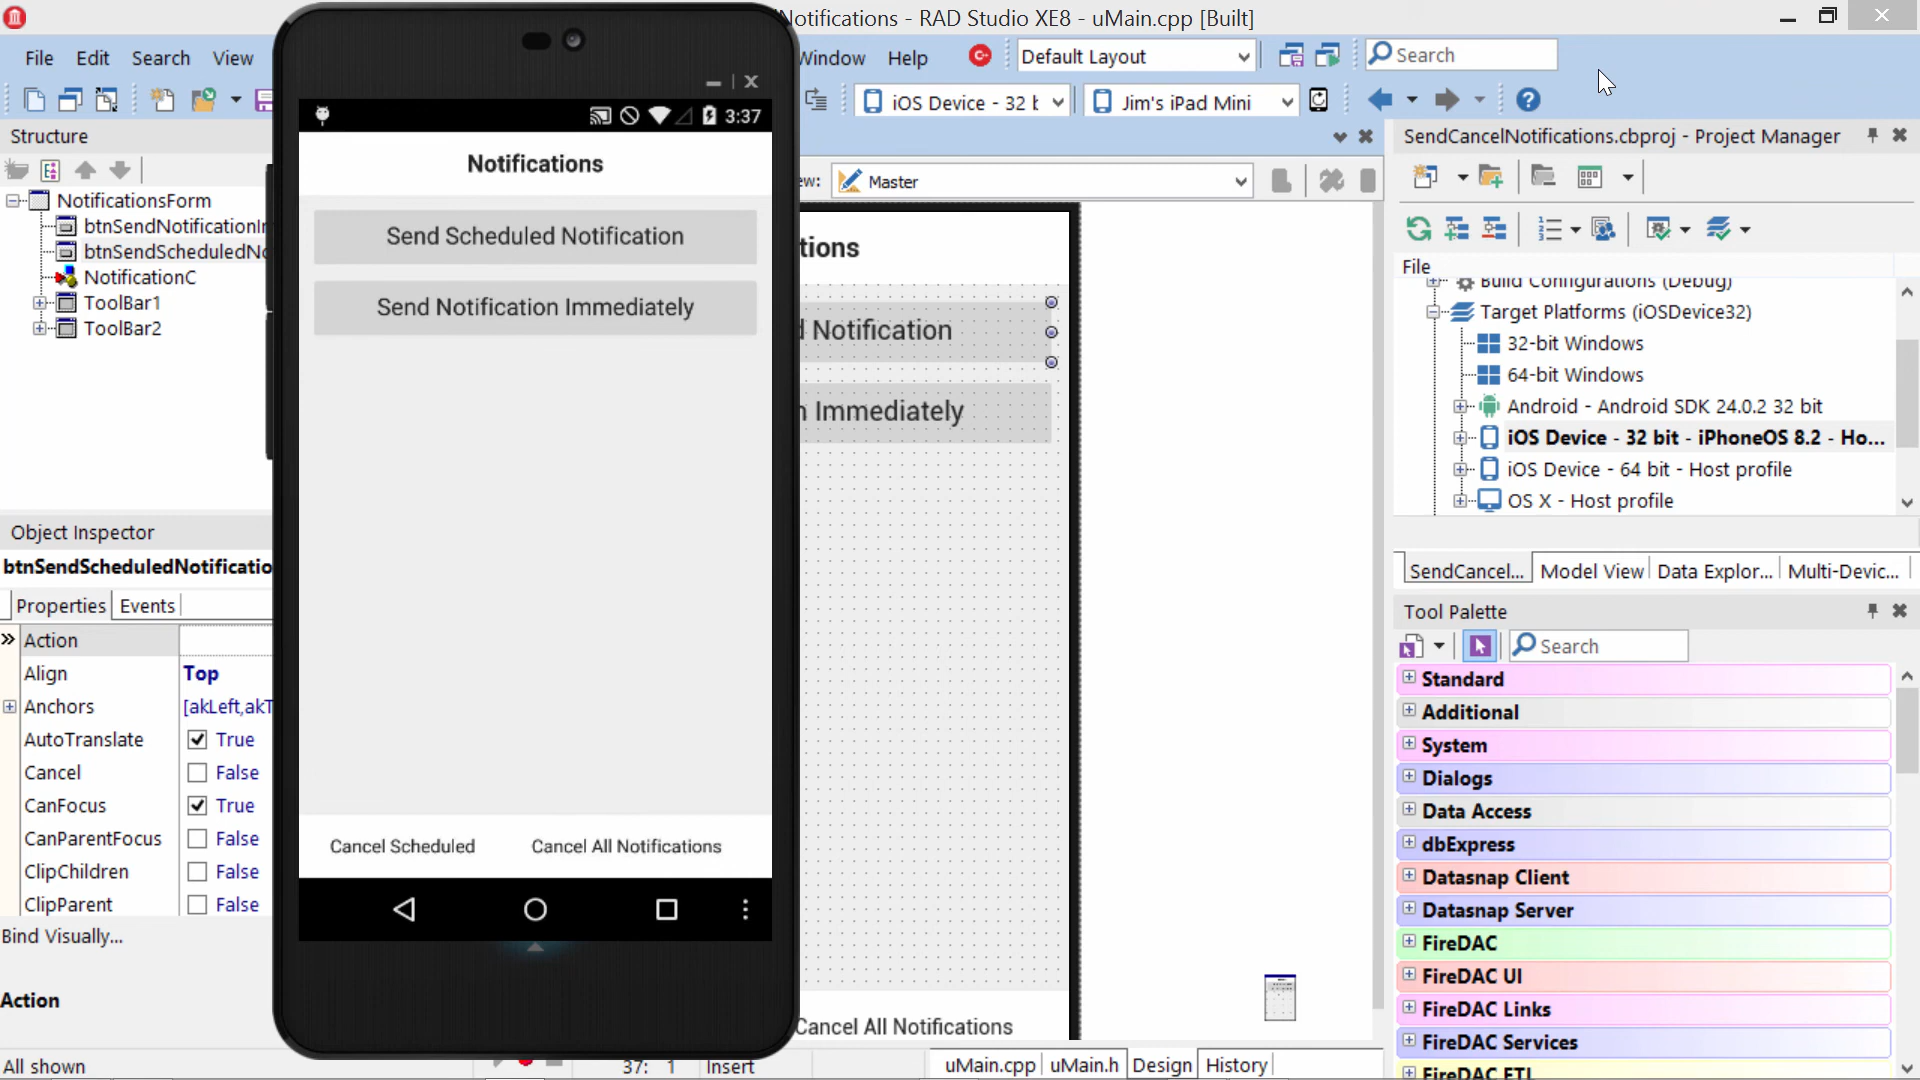 Notifications - RAD Studio XE8 - uMain.cpp [Built]
File Edit Search View
Window Help Default Layout Search
iOS Device - 32 Jim's iPad Mini
Structure
NotificationsForm
btnSendNotificationIm
btnSendScheduledNo
NotificationC
ToolBar1
ToolBar2
Object Inspector
btnSendScheduledNotificatio
Properties Events
Action
Align Top
Anchors [akLeft,akT
AutoTranslate True
Cancel False
CanFocus True
CanParentFocus False
ClipChildren False
ClipParent False
Bind Visually...
Action
All shown
3:37
Notifications
Send Scheduled Notification
Send Notification Immediately
Cancel Scheduled Cancel All Notifications
ew: Master
tions
d Notification
n Immediately
Cancel All Notifications
37: 1 Insert
uMain.cpp uMain.h Design History
SendCancelNotifications.cbproj - Project Manager
File
Build Configurations (Debug)
Target Platforms (iOSDevice32)
32-bit Windows
64-bit Windows
Android - Android SDK 24.0.2 32 bit
iOS Device - 32 bit - iPhoneOS 8.2 - Ho...
iOS Device - 64 bit - Host profile
OS X - Host profile
SendCancel... Model View Data Explor... Multi-Devic...
Tool Palette
Search
Standard
Additional
System
Dialogs
Data Access
dbExpress
Datasnap Client
Datasnap Server
FireDAC
FireDAC UI
FireDAC Links
FireDAC Services
FireDAC ETL